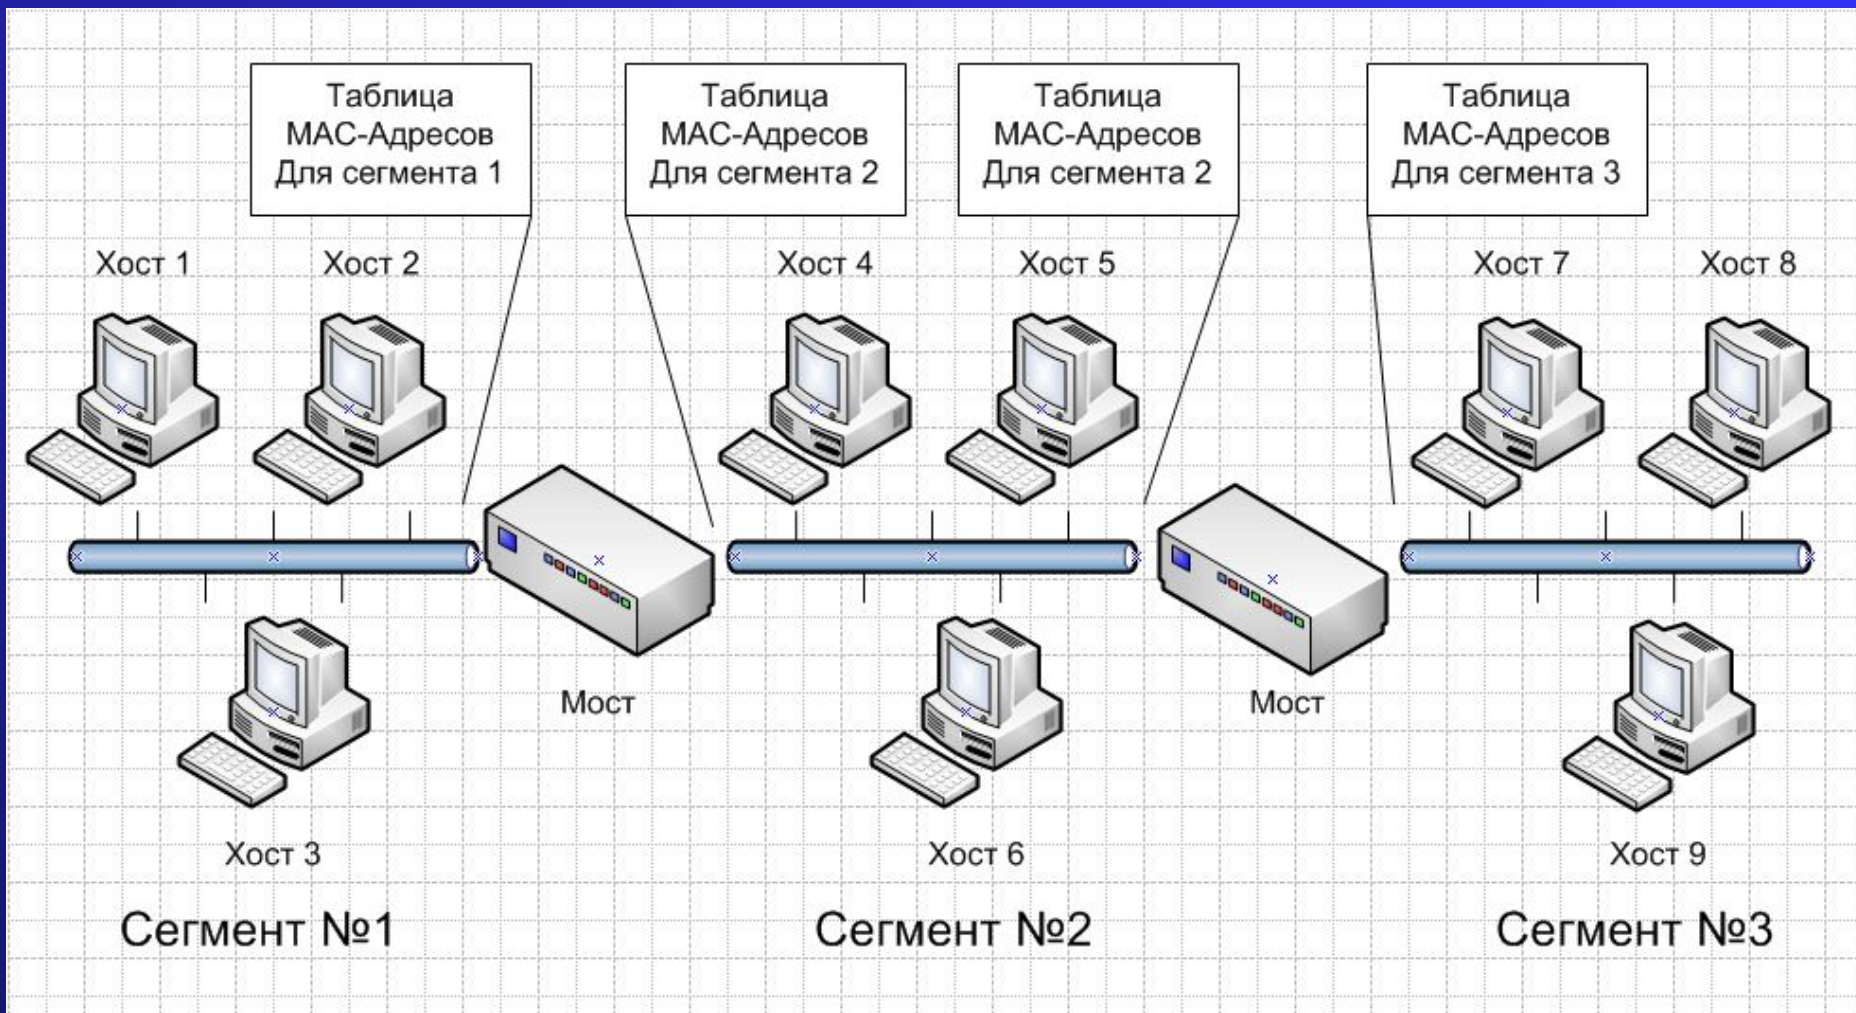 Таблица
МАС-Адресов
Для сегмента 1
Таблица
МАС-Адресов
Для сегмента 2
Таблица
МАС-Адресов
Для сегмента 2
Таблица
МАС-Адресов
Для сегмента 3
Хост 1
Хост 2
Хост 4
Хост 5
Хост 7
Хост 8
Мост
Мост
Хост 3
Хост 6
Хост 9
Сегмент №1
Сегмент №2
Сегмент №3